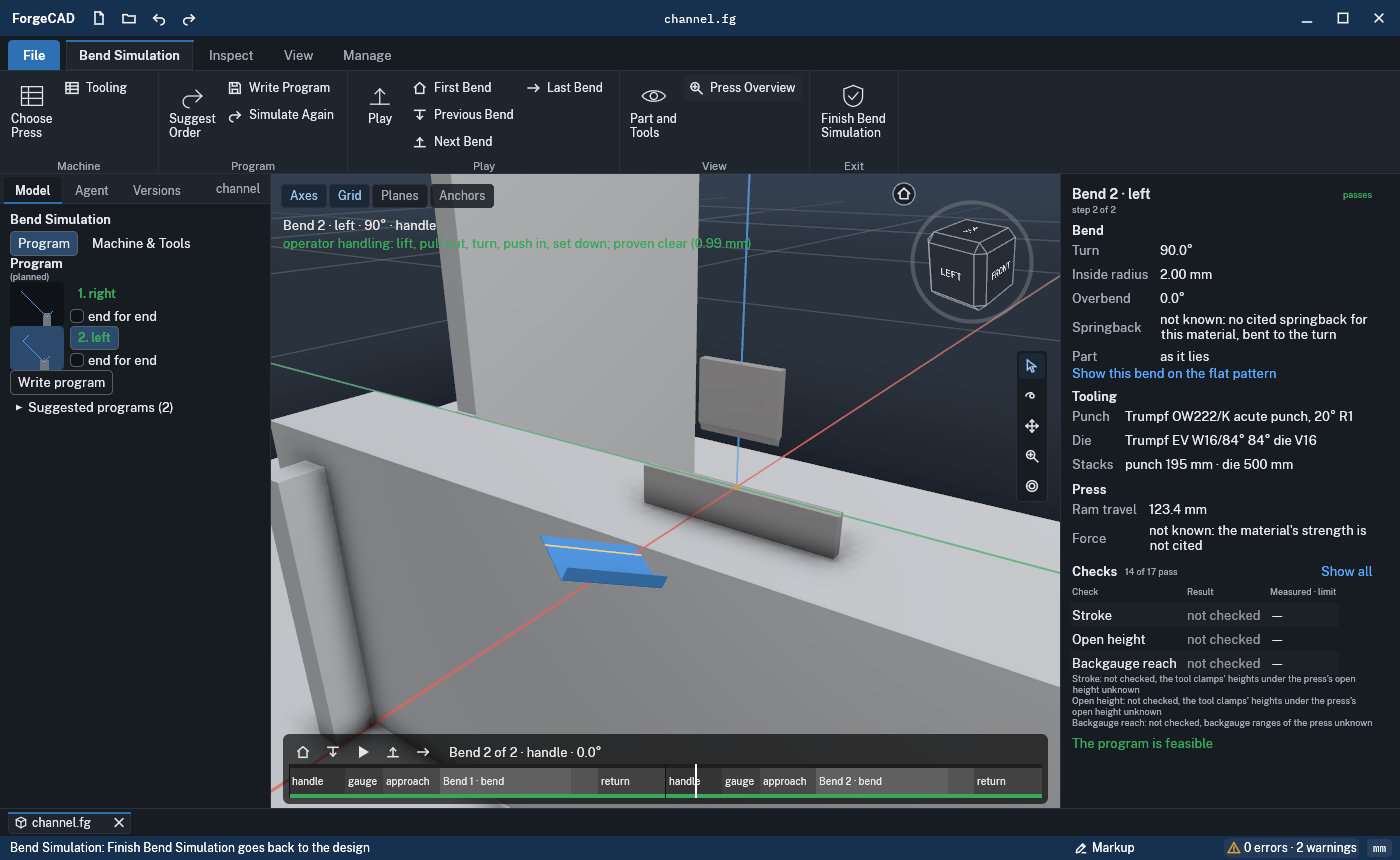 ForgeCAD
channel.fg
File
Bend Simulation
Inspect
View
Manage
Choose Press
Tooling
Machine
Suggest Order
Write Program
Simulate Again
Program
Play
First Bend
Previous Bend
Next Bend
Last Bend
Play
Part and Tools
Press Overview
View
Finish Bend Simulation
Exit
Model
Agent
Versions
channel
Bend Simulation
Program
Machine & Tools
Program
(planned)
1. right
end for end
2. left
end for end
Write program
Suggested programs (2)
Axes
Grid
Planes
Anchors
Bend 2 · left · 90° · handle
operator handling: lift, pull out, turn, push in, set down; proven clear (0.99 mm)
LEFT
FRONT
Bend 2 of 2 · handle · 0.0°
handle
gauge
approach
Bend 1 · bend
return
handle
gauge
approach
Bend 2 · bend
return
Bend 2 · left
passes
step 2 of 2
Bend
Turn 90.0°
Inside radius 2.00 mm
Overbend 0.0°
Springback not known: no cited springback for
this material, bent to the turn
Part as it lies
Show this bend on the flat pattern
Tooling
Punch Trumpf OW222/K acute punch, 20° R1
Die Trumpf EV W16/84° 84° die V16
Stacks punch 195 mm · die 500 mm
Press
Ram travel 123.4 mm
Force not known: the material's strength is
not cited
Checks 14 of 17 pass Show all
Check Result Measured · limit
Stroke not checked —
Open height not checked —
Backgauge reach not checked —
Stroke: not checked, the tool clamps' heights under the press's open
height unknown
Open height: not checked, the tool clamps' heights under the press's
open height unknown
Backgauge reach: not checked, backgauge ranges of the press unknown
The program is feasible
channel.fg
Bend Simulation: Finish Bend Simulation goes back to the design
Markup
0 errors · 2 warnings
mm